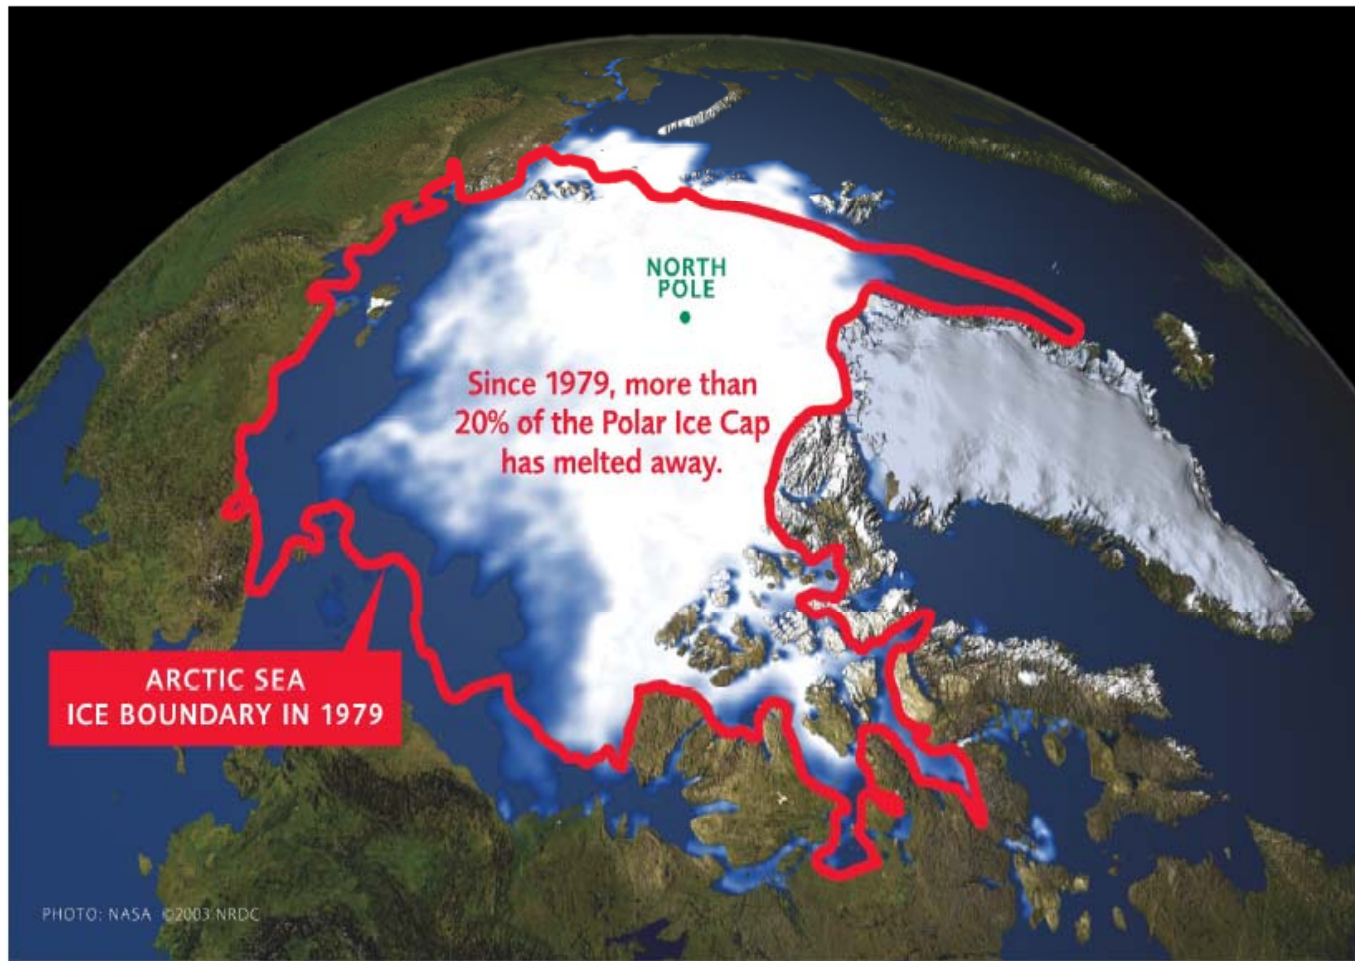 NORTH
POLE
Since 1979, more than
20% of the Polar Ice Cap
has melted away.
ARCTIC SEA
ICE BOUNDARY IN 1979
PHOTO: NASA ©2003 NRDC